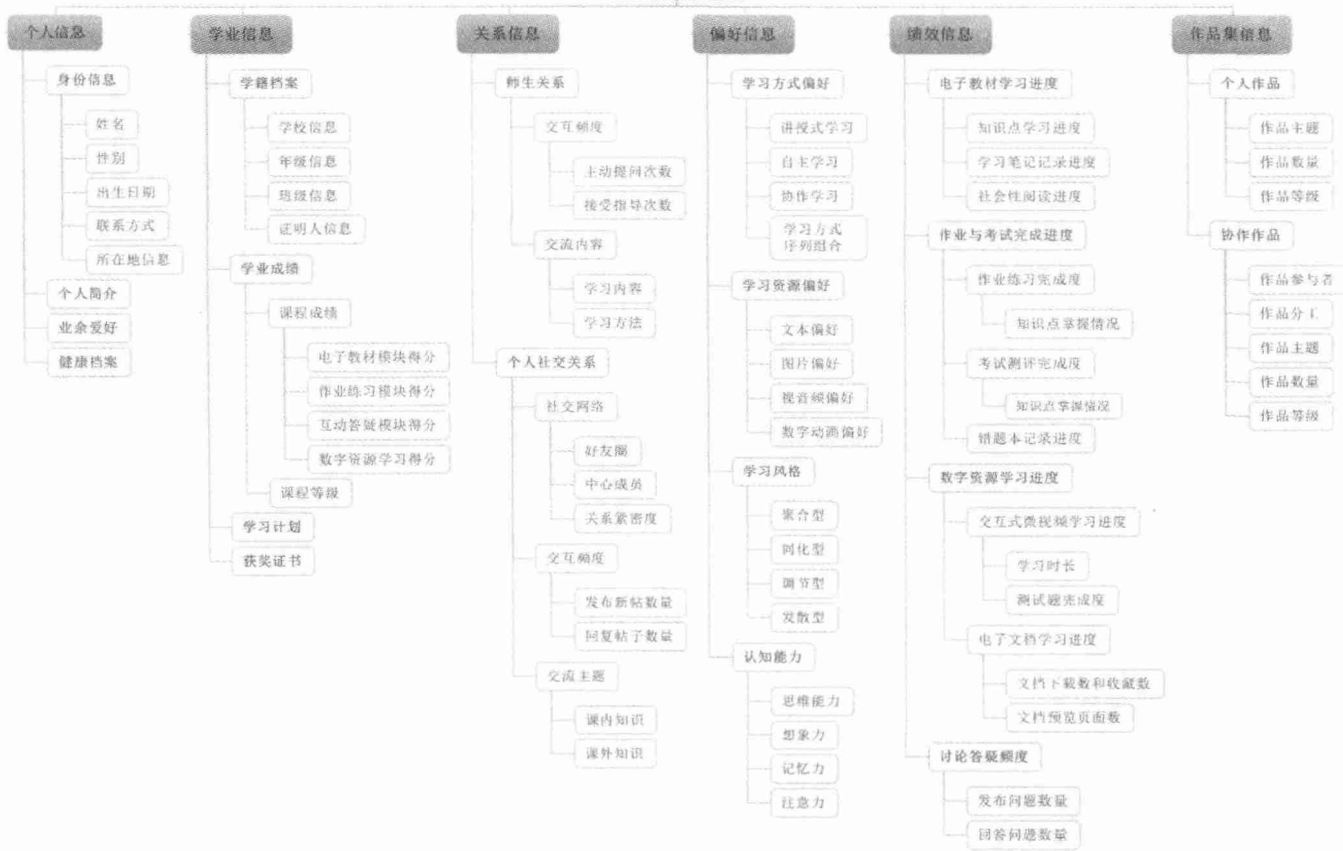 个人信息
身份信息
姓名
性别
出生日期
联系方式
所在地信息
个人简介
业余爱好
健康档案
学业信息
学籍档案
学校信息
年级信息
班级信息
证明人信息
学业成绩
课程成绩
电子教材模块得分
作业练习模块得分
互动答疑模块得分
数字资源学习得分
课程等级
学习计划
获奖证书
关系信息
师生关系
交互频度
主动提问次数
接受指导次数
交流内容
学习内容
学习方法
个人社交关系
社交网络
好友圈
中心成员
关系紧密度
交互频度
发布新帖数量
回复帖子数量
交流主题
课内知识
课外知识
偏好信息
学习方式偏好
讲授式学习
自主学习
协作学习
学习方式
序列组合
学习资源偏好
文本偏好
图片偏好
视音频偏好
数字动画偏好
学习风格
聚合型
同化型
调节型
发散型
认知能力
思维能力
想象力
记忆力
注意力
绩效信息
电子教材学习进度
知识点学习进度
学习笔记记录进度
社会性阅读进度
作业与考试完成进度
作业练习完成度
知识点掌握情况
考试测评完成度
知识点掌握情况
错题本记录进度
数字资源学习进度
交互式微视频学习进度
学习时长
测试题完成度
电子文档学习进度
文档下载数和收藏数
文档预览页面数
讨论答疑频度
发布问题数量
回答问题数量
作品集信息
个人作品
作品主题
作品数量
作品等级
协作作品
作品参与者
作品分工
作品主题
作品数量
作品等级